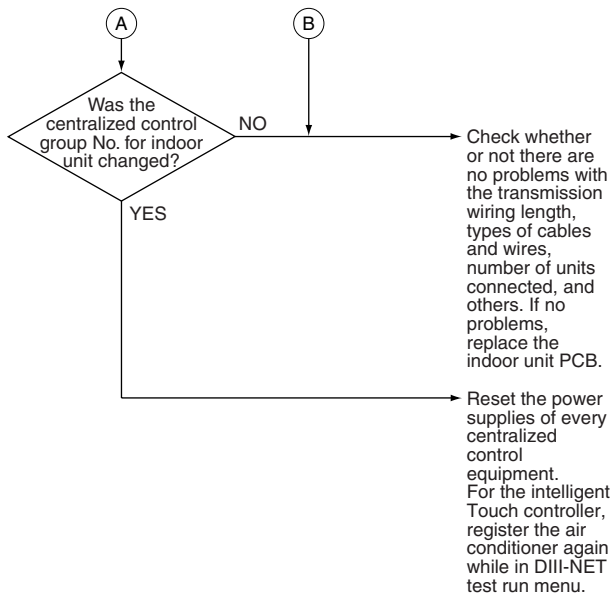 A
B
Was the
centralized control
group No. for indoor
unit changed?
NO
YES
Check whether
or not there are
no problems with
the transmission
wiring length,
types of cables
and wires,
number of units
connected, and
others. If no
problems,
replace the
indoor unit PCB.
Reset the power
supplies of every
centralized
control
equipment.
For the intelligent
Touch controller,
register the air
conditioner again
while in DIII-NET
test run menu.